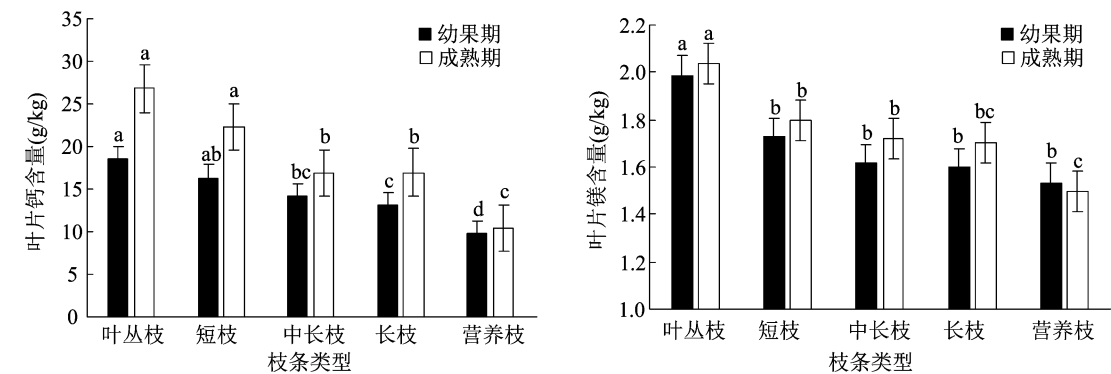 叶片钙含量(g/kg)
35
30
25
20
15
10
5
0
幼果期
成熟期
a a
ab a
bc b
c b
d c
叶丛枝 短枝 中长枝 长枝 营养枝
枝条类型
叶片镁含量(g/kg)
2.2
2.0
1.8
1.6
1.4
1.2
1.0
幼果期
成熟期
a a
b b
b b
b bc
b c
叶丛枝 短枝 中长枝 长枝 营养枝
枝条类型